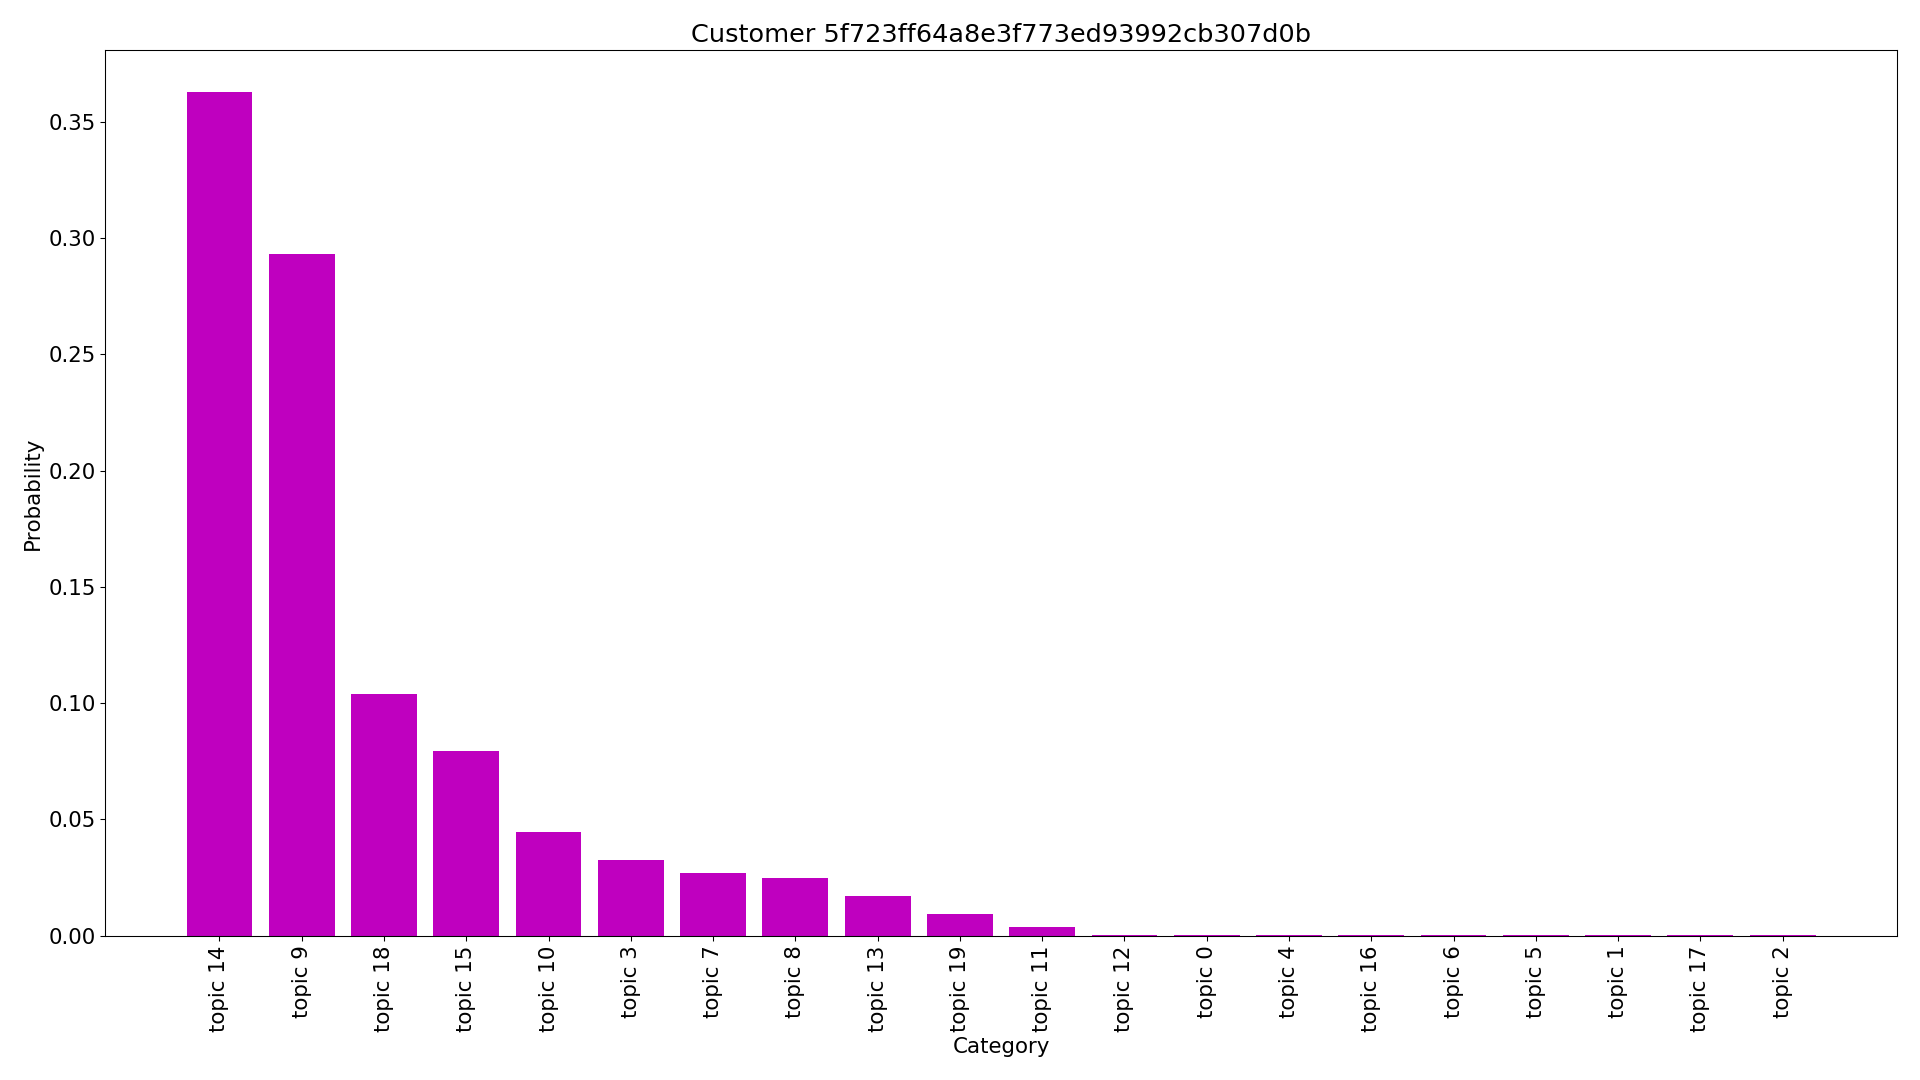 Customer 5f723ff64a8e3f773ed93992cb307d0b
Probability
0.35
0.30
0.25
0.20
0.15
0.10
0.05
0.00
topic 14
topic 9
topic 18
topic 15
topic 10
topic 3
topic 7
topic 8
topic 13
topic 19
topic 11
topic 12
topic 0
topic 4
topic 16
topic 6
topic 5
topic 1
topic 17
topic 2
Category